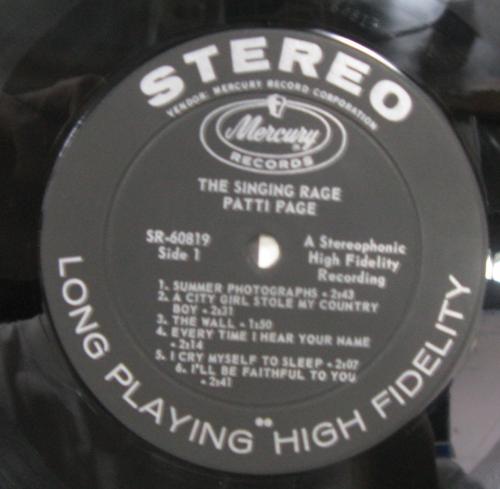 STEREO
VENDOR: MERCURY RECORD CORPORATION
Mercury
RECORDS
THE SINGING RAGE
PATTI PAGE
SR-60819
Side 1
A Stereophonic
High Fidelity
Recording
1. SUMMER PHOTOGRAPHS • 2:43
2. A CITY GIRL STOLE MY COUNTRY
BOY • 2:31
3. THE WALL • 1:50
4. EVERY TIME I HEAR YOUR NAME
• 2:14
5. I CRY MYSELF TO SLEEP • 2:07
6. I'LL BE FAITHFUL TO YOU
• 2:41
LONG PLAYING HIGH FIDELITY